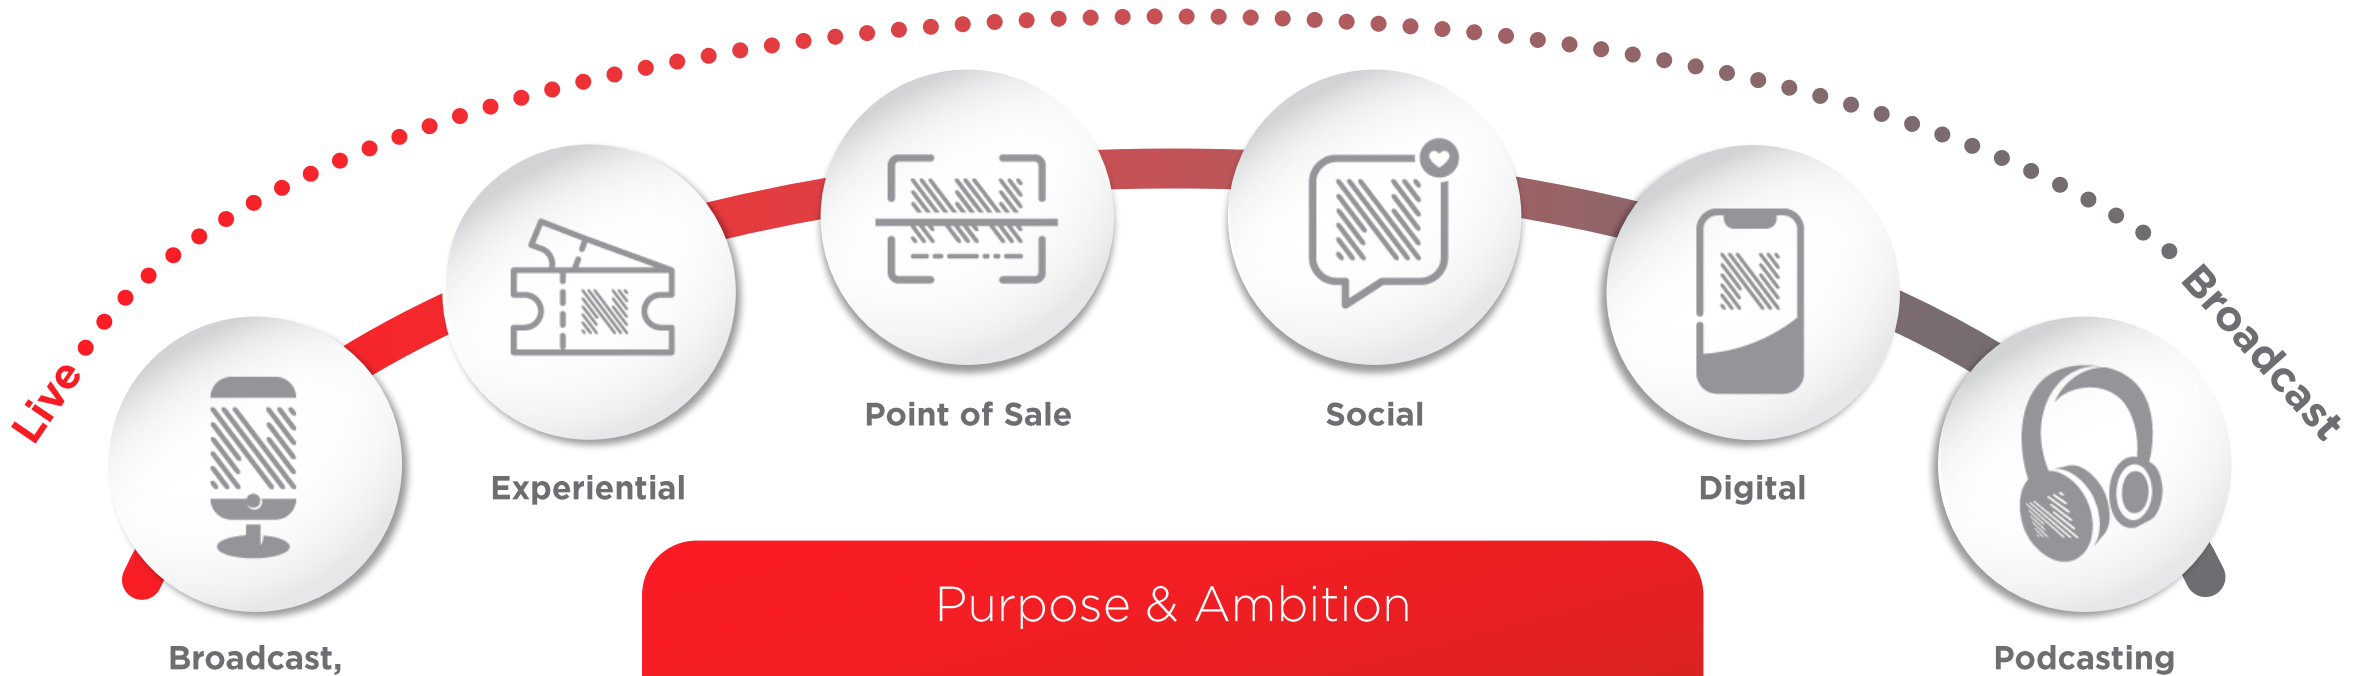 Live
Broadcast
Point of Sale
Social
Experiential
Digital
Purpose & Ambition
Broadcast,
Podcasting